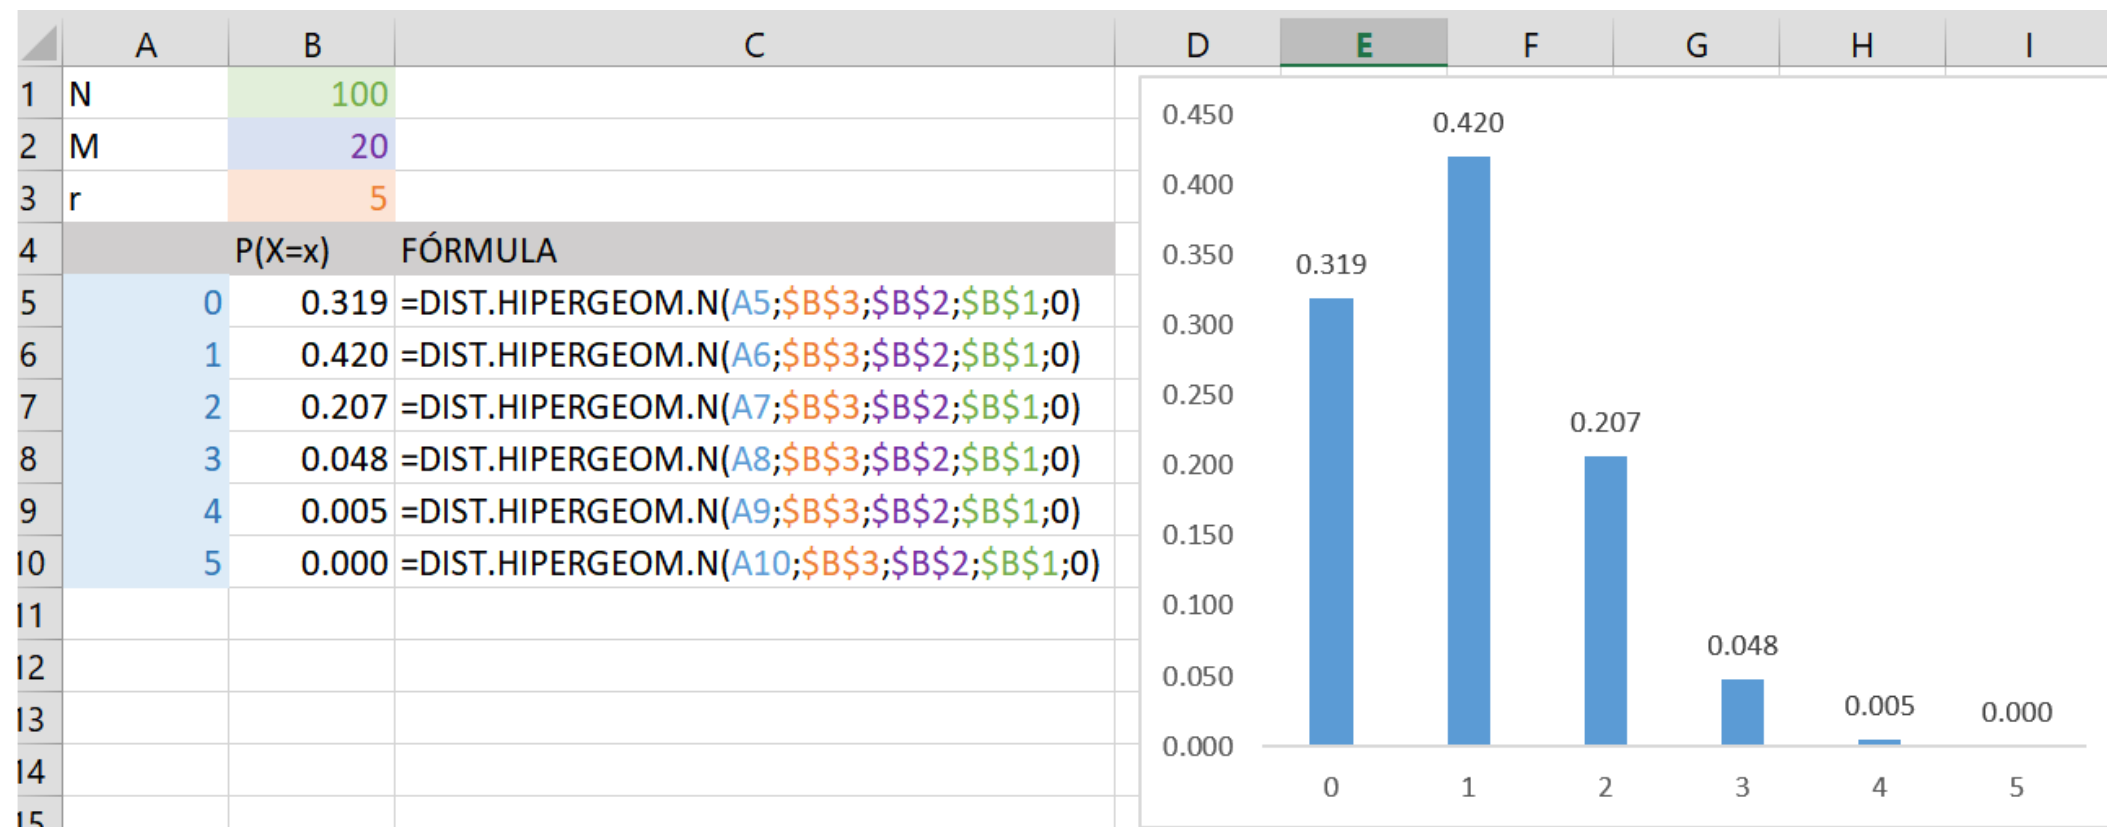 A B C D E F G H I
1 N 100
2 M 20
3 r 5
4 P(X=x) FÓRMULA
5 0 0.319 =DIST.HIPERGEOM.N(A5;$B$3;$B$2;$B$1;0)
6 1 0.420 =DIST.HIPERGEOM.N(A6;$B$3;$B$2;$B$1;0)
7 2 0.207 =DIST.HIPERGEOM.N(A7;$B$3;$B$2;$B$1;0)
8 3 0.048 =DIST.HIPERGEOM.N(A8;$B$3;$B$2;$B$1;0)
9 4 0.005 =DIST.HIPERGEOM.N(A9;$B$3;$B$2;$B$1;0)
10 5 0.000 =DIST.HIPERGEOM.N(A10;$B$3;$B$2;$B$1;0)
11
12
13
14
15
0.450
0.400
0.350
0.300
0.250
0.200
0.150
0.100
0.050
0.000
0.319
0.420
0.207
0.048
0.005
0.000
0 1 2 3 4 5